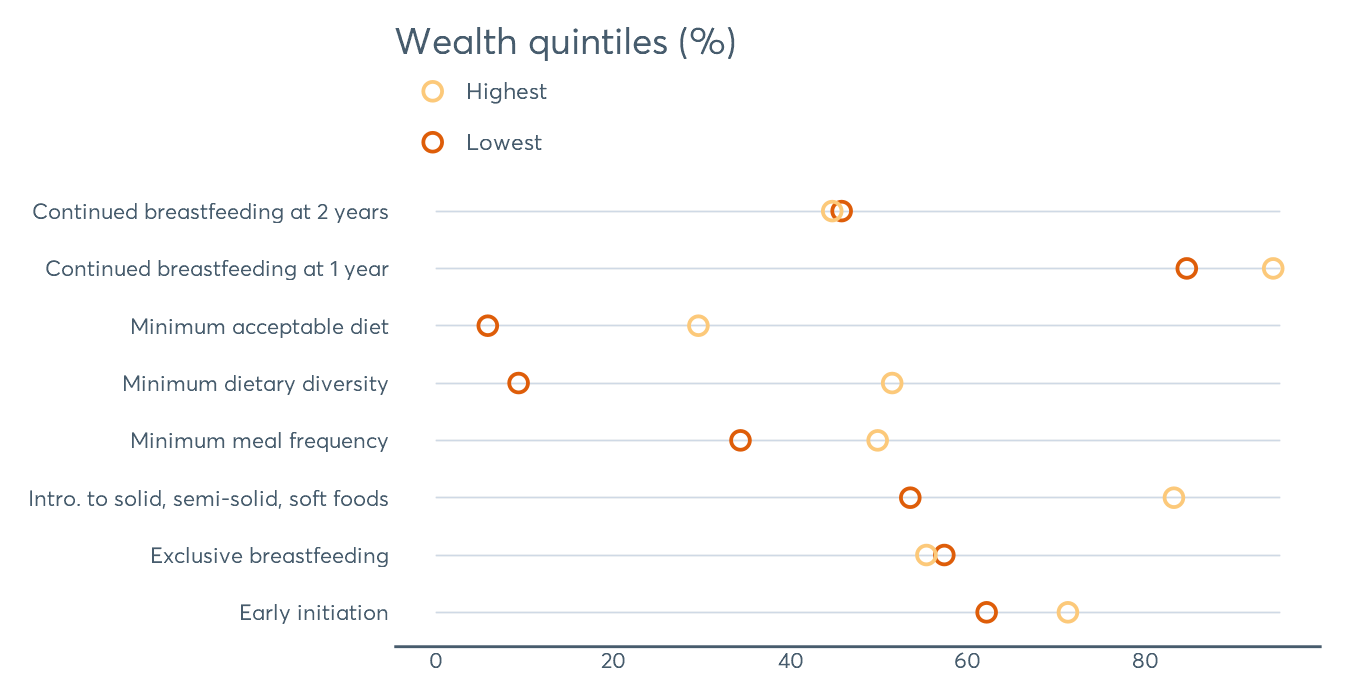 Wealth quintiles (%)
Highest
Lowest
Continued breastfeeding at 2 years
Continued breastfeeding at 1 year
Minimum acceptable diet
Minimum dietary diversity
Minimum meal frequency
Intro. to solid, semi-solid, soft foods
Exclusive breastfeeding
Early initiation
0 20 40 60 80